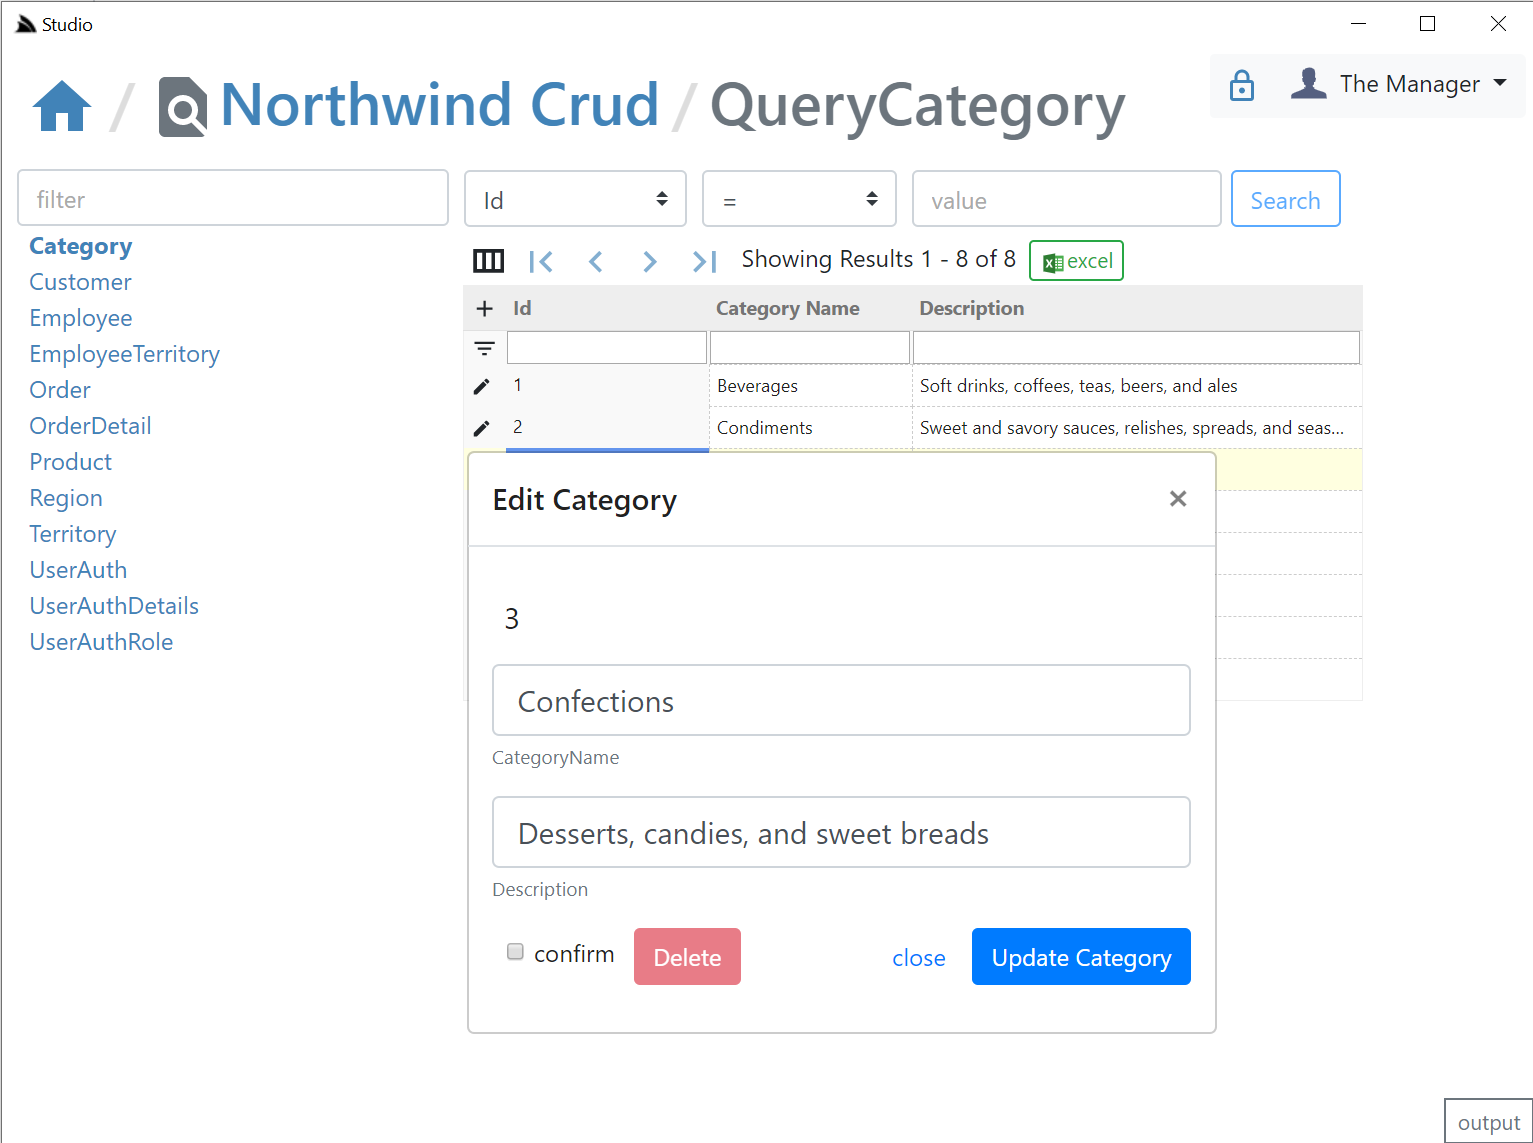 Studio
/ Northwind Crud / QueryCategory
The Manager
filter
Id
=
value
Search
Category
Customer
Employee
EmployeeTerritory
Order
OrderDetail
Product
Region
Territory
UserAuth
UserAuthDetails
UserAuthRole
Showing Results 1 - 8 of 8
excel
+ Id Category Name Description
1 Beverages Soft drinks, coffees, teas, beers, and ales
2 Condiments Sweet and savory sauces, relishes, spreads, and seas...
Edit Category
3
Confections
CategoryName
Desserts, candies, and sweet breads
Description
confirm
Delete
close
Update Category
output